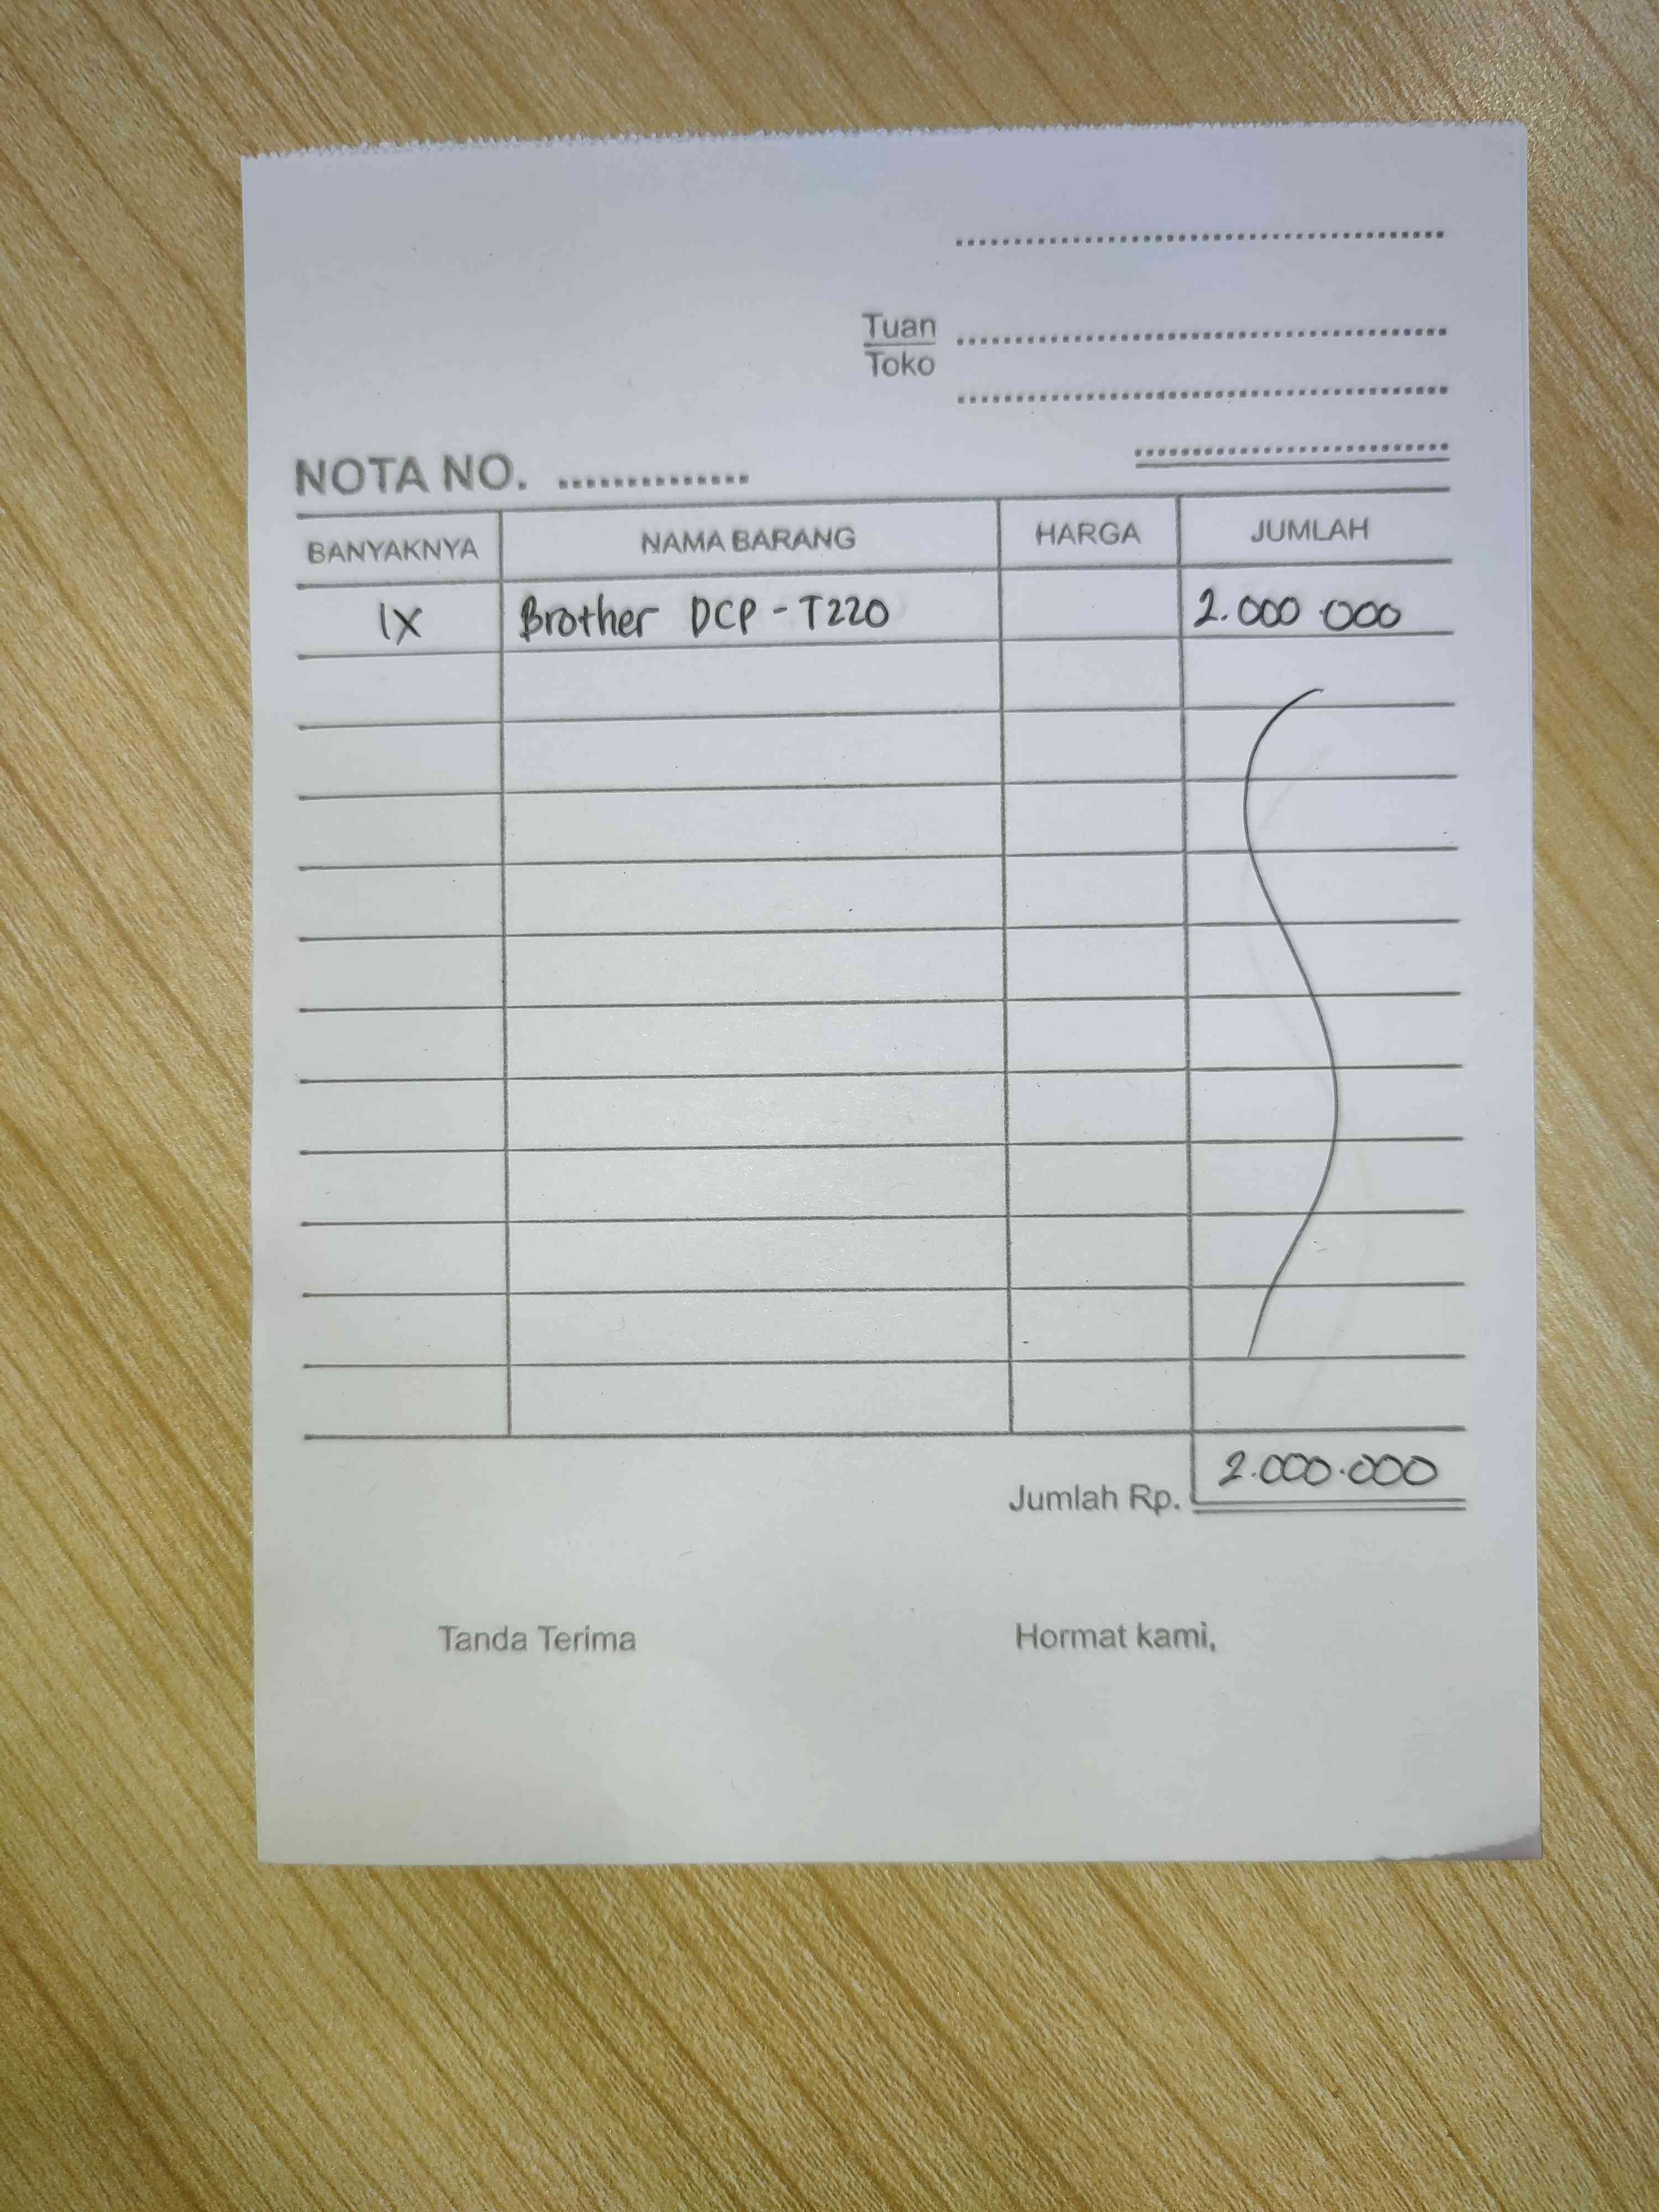 Tuan
Toko
NOTA NO.
BANYAKNYA NAMA BARANG HARGA JUMLAH
1X Brother DCP-T220 2.000.000
Jumlah Rp. 2.000.000
Tanda Terima Hormat kami,